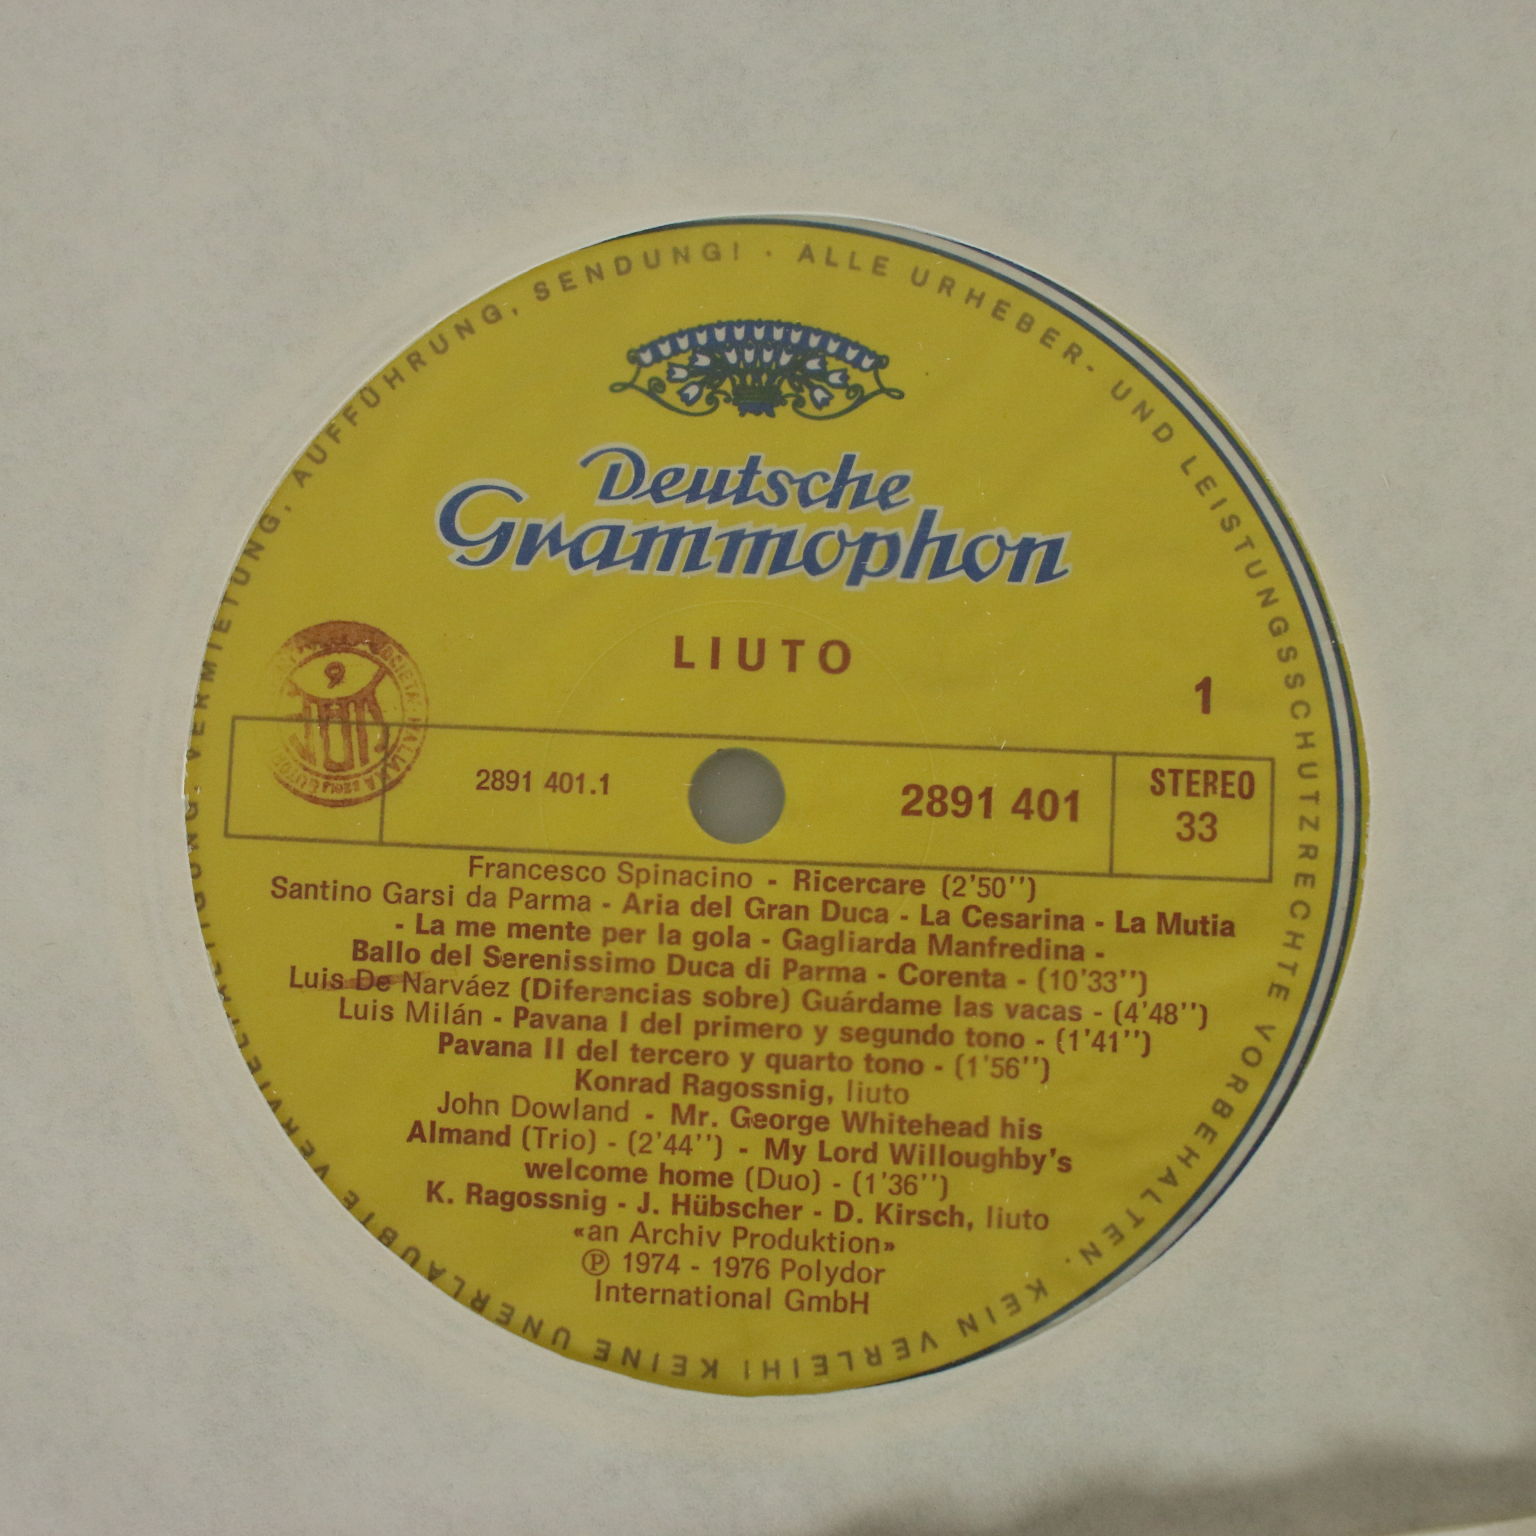 ALLE URHEBER- UND LEISTUNGSSCHUTZRECHTE VORBEHALTEN. KEIN VERLEIH! KEINE UNERLAUBTE VERVIELFÄLTIGUNG, VERMIETUNG, AUFFÜHRUNG, SENDUNG! ·
Deutsche
Grammophon
LIUTO
1
2891 401.1
2891 401
STEREO
33
Francesco Spinacino - Ricercare (2'50'')
Santino Garsi da Parma - Aria del Gran Duca - La Cesarina - La Mutia
- La me mente per la gola - Gagliarda Manfredina -
Ballo del Serenissimo Duca di Parma - Corenta - (10'33'')
Luis De Narváez (Diferencias sobre) Guárdame las vacas - (4'48'')
Luis Milán - Pavana I del primero y segundo tono - (1'41'')
Pavana II del tercero y quarto tono - (1'56'')
Konrad Ragossnig, liuto
John Dowland - Mr. George Whitehead his
Almand (Trio) - (2'44'') - My Lord Willoughby's
welcome home (Duo) - (1'36'')
K. Ragossnig - J. Hübscher - D. Kirsch, liuto
«an Archiv Produktion»
℗ 1974 - 1976 Polydor
International GmbH